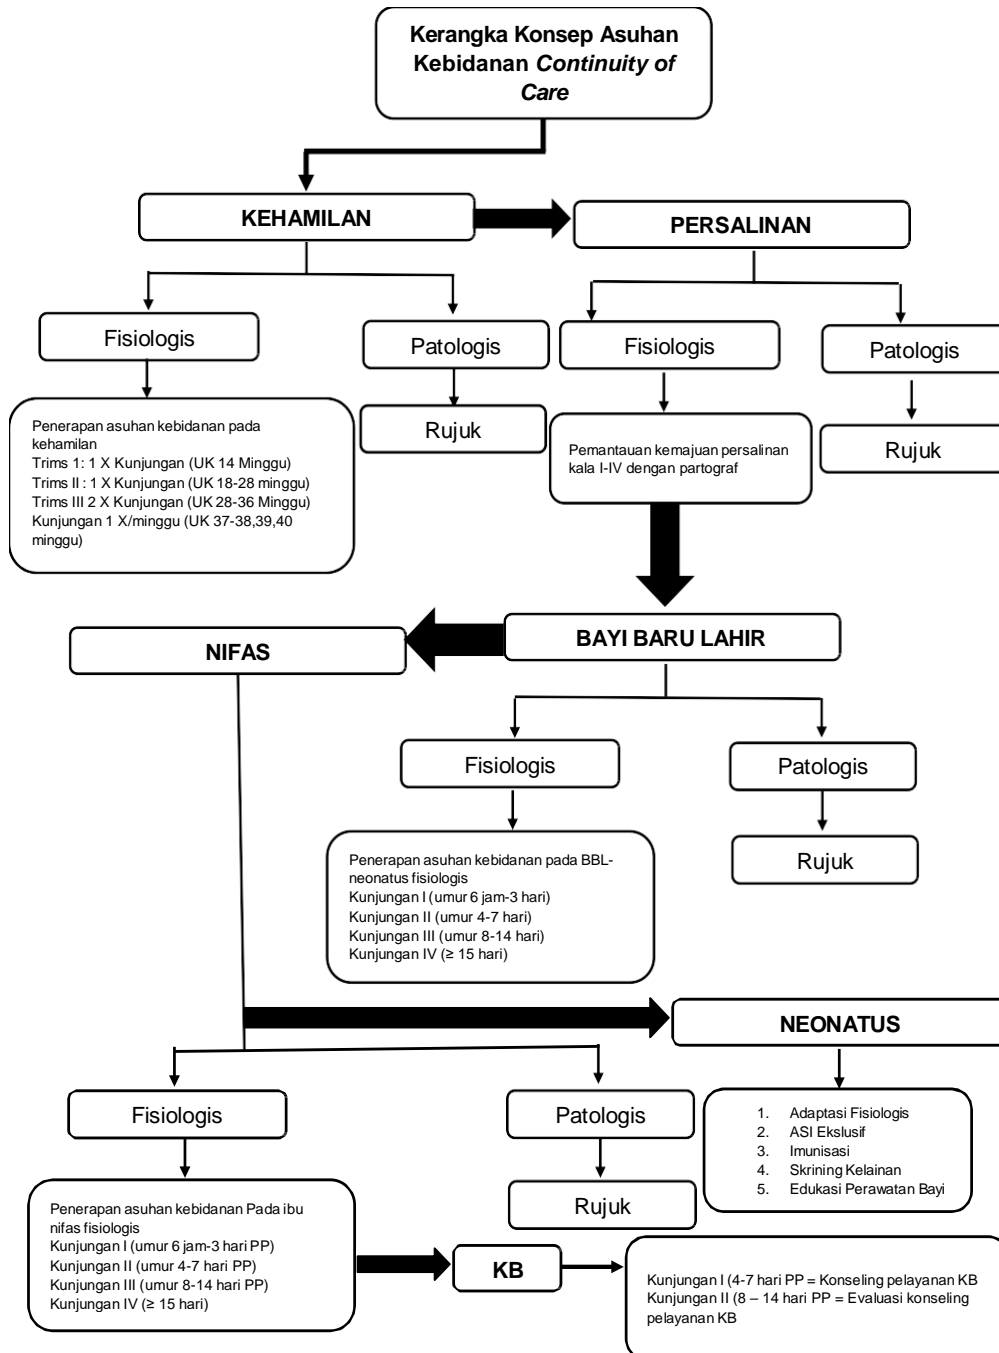 Kerangka Konsep Asuhan
Kebidanan Continuity of
Care
KEHAMILAN
PERSALINAN
Fisiologis
Patologis
Fisiologis
Patologis
Penerapan asuhan kebidanan pada
kehamilan
Trims 1: 1 X Kunjungan (UK 14 Minggu)
Trims II : 1 X Kunjungan (UK 18-28 minggu)
Trims III 2 X Kunjungan (UK 28-36 Minggu)
Kunjungan 1 X/minggu (UK 37-38,39,40
minggu)
Rujuk
Pemantauan kemajuan persalinan
kala I-IV dengan partograf
Rujuk
NIFAS
BAYI BARU LAHIR
Fisiologis
Patologis
Penerapan asuhan kebidanan pada BBL-
neonatus fisiologis
Kunjungan I (umur 6 jam-3 hari)
Kunjungan II (umur 4-7 hari)
Kunjungan III (umur 8-14 hari)
Kunjungan IV (≥ 15 hari)
Rujuk
NEONATUS
Fisiologis
Patologis
1. Adaptasi Fisiologis
2. ASI Ekslusif
3. Imunisasi
4. Skrining Kelainan
5. Edukasi Perawatan Bayi
Penerapan asuhan kebidanan Pada ibu
nifas fisiologis
Kunjungan I (umur 6 jam-3 hari PP)
Kunjungan II (umur 4-7 hari PP)
Kunjungan III (umur 8-14 hari PP)
Kunjungan IV (≥ 15 hari)
Rujuk
KB
Kunjungan I (4-7 hari PP = Konseling pelayanan KB
Kunjungan II (8 – 14 hari PP = Evaluasi konseling
pelayanan KB